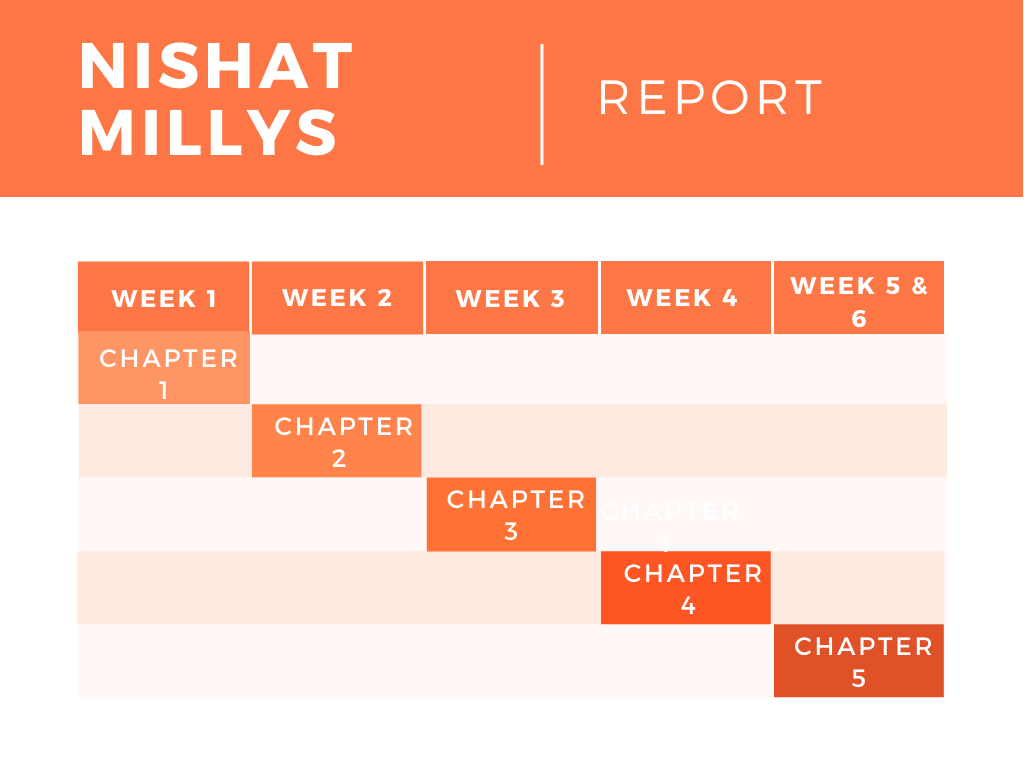 NISHAT
MILLYS
REPORT
WEEK 1
WEEK 2
WEEK 3
WEEK 4
WEEK 5 &
6
CHAPTER
1
CHAPTER
2
CHAPTER
3
CHAPTER
1
CHAPTER
4
CHAPTER
5